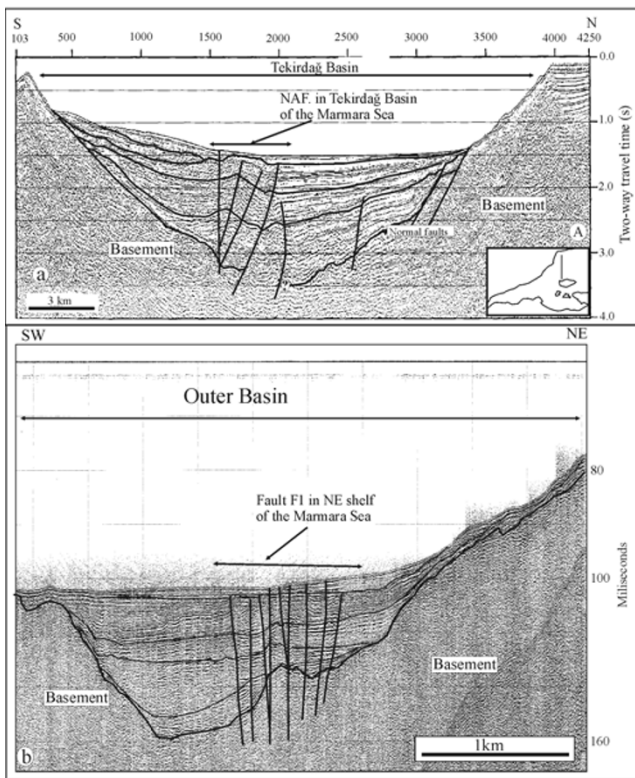 S N
103 500 1000 1500 2000 2500 3000 3500 4000 4250
Tekirdağ Basin
0.0
NAF. in Tekirdağ Basin
of the Marmara Sea
1.0
2.0
3.0
4.0
Two-way travel time (s)
Basement
Basement
Normal faults
A
a
3 km
SW NE
Outer Basin
80
Fault F1 in NE shelf
of the Marmara Sea
100
160
Miliseconds
Basement
Basement
b
1km